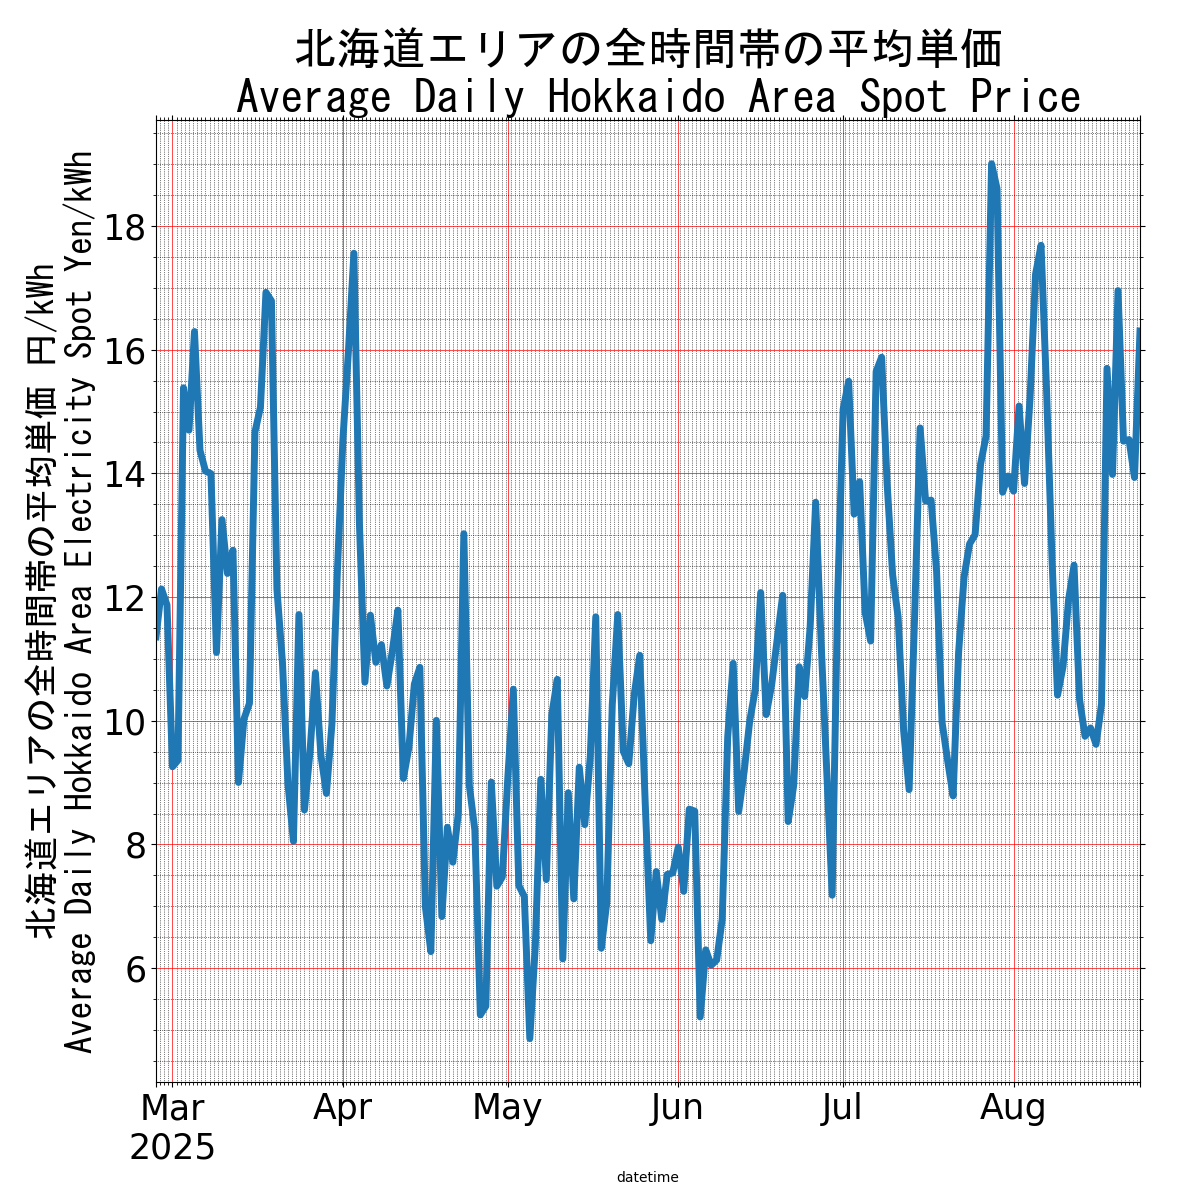 北海道エリアの全時間帯の平均単価
Average Daily Hokkaido Area Spot Price
北海道エリアの全時間帯の平均単価 円/kWh
Average Daily Hokkaido Area Electricity Spot Yen/kWh
18
16
14
12
10
8
6
Mar
2025
Apr
May
Jun
Jul
Aug
datetime